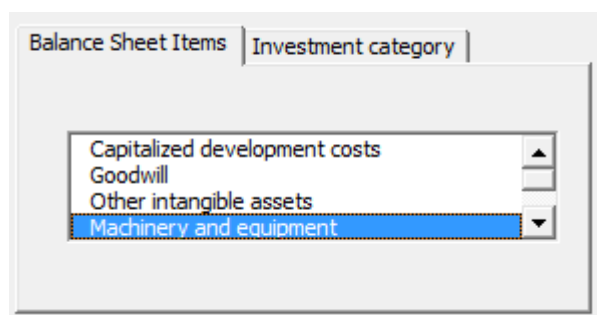 Balance Sheet Items Investment category
Capitalized development costs
Goodwill
Other intangible assets
Machinery and equipment